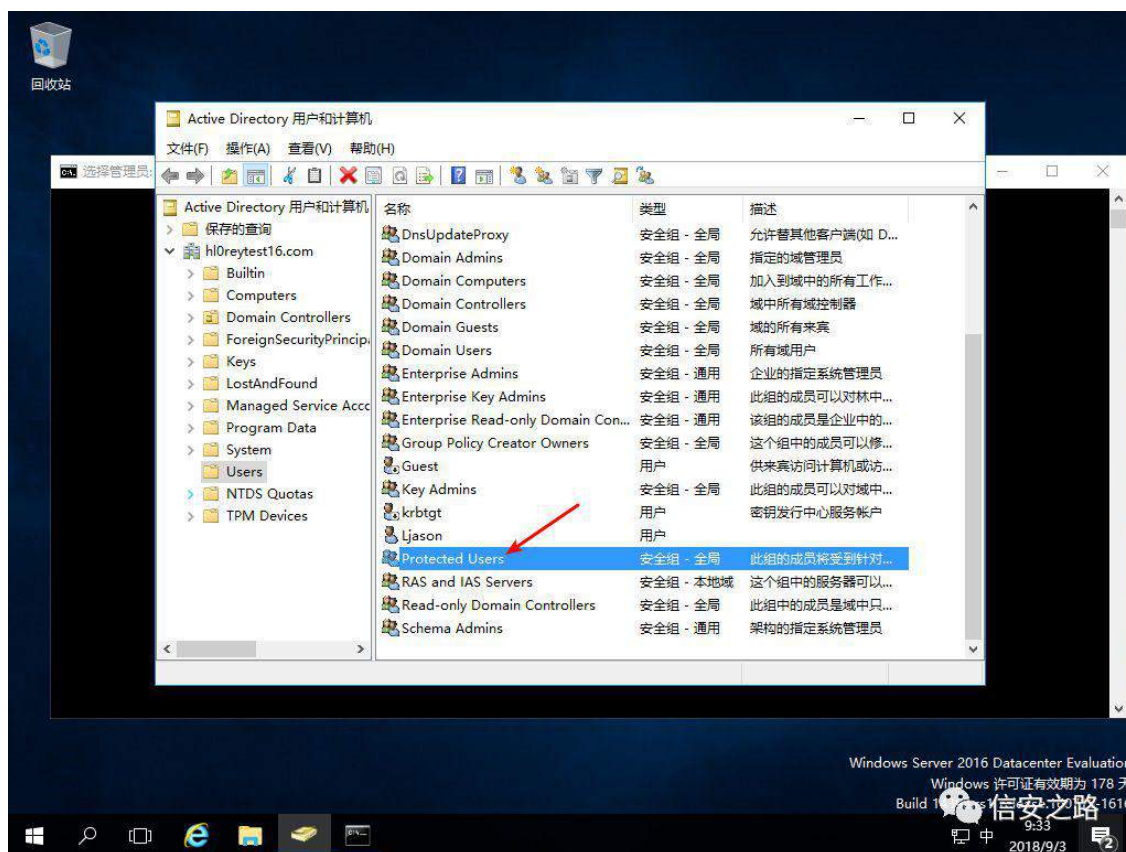 回收站
Active Directory 用户和计算机
文件(F) 操作(A) 查看(V) 帮助(H)
选择管理员:
Active Directory 用户和计算机
保存的查询
hl0reytest16.com
Builtin
Computers
Domain Controllers
ForeignSecurityPrincip
Keys
LostAndFound
Managed Service Acc
Program Data
System
Users
NTDS Quotas
TPM Devices
名称 类型 描述
DnsUpdateProxy 安全组 - 全局 允许替其他客户端(如 D...
Domain Admins 安全组 - 全局 指定的域管理员
Domain Computers 安全组 - 全局 加入到域中的所有工作...
Domain Controllers 安全组 - 全局 域中所有域控制器
Domain Guests 安全组 - 全局 域的所有来宾
Domain Users 安全组 - 全局 所有域用户
Enterprise Admins 安全组 - 通用 企业的指定系统管理员
Enterprise Key Admins 安全组 - 通用 此组的成员可以对林中...
Enterprise Read-only Domain Con... 安全组 - 通用 该组的成员是企业中的...
Group Policy Creator Owners 安全组 - 全局 这个组中的成员可以修...
Guest 用户 供来宾访问计算机或访...
Key Admins 安全组 - 全局 此组的成员可以对域中...
krbtgt 用户 密钥发行中心服务帐户
Ljason 用户
Protected Users 安全组 - 全局 此组的成员将受到针对...
RAS and IAS Servers 安全组 - 本地域 这个组中的服务器可以...
Read-only Domain Controllers 安全组 - 全局 此组中的成员是域中只...
Schema Admins 安全组 - 通用 架构的指定系统管理员
Windows Server 2016 Datacenter Evaluation
Windows 许可证有效期为 178 天
Build
信安之路
中
9:33
2018/9/3
2